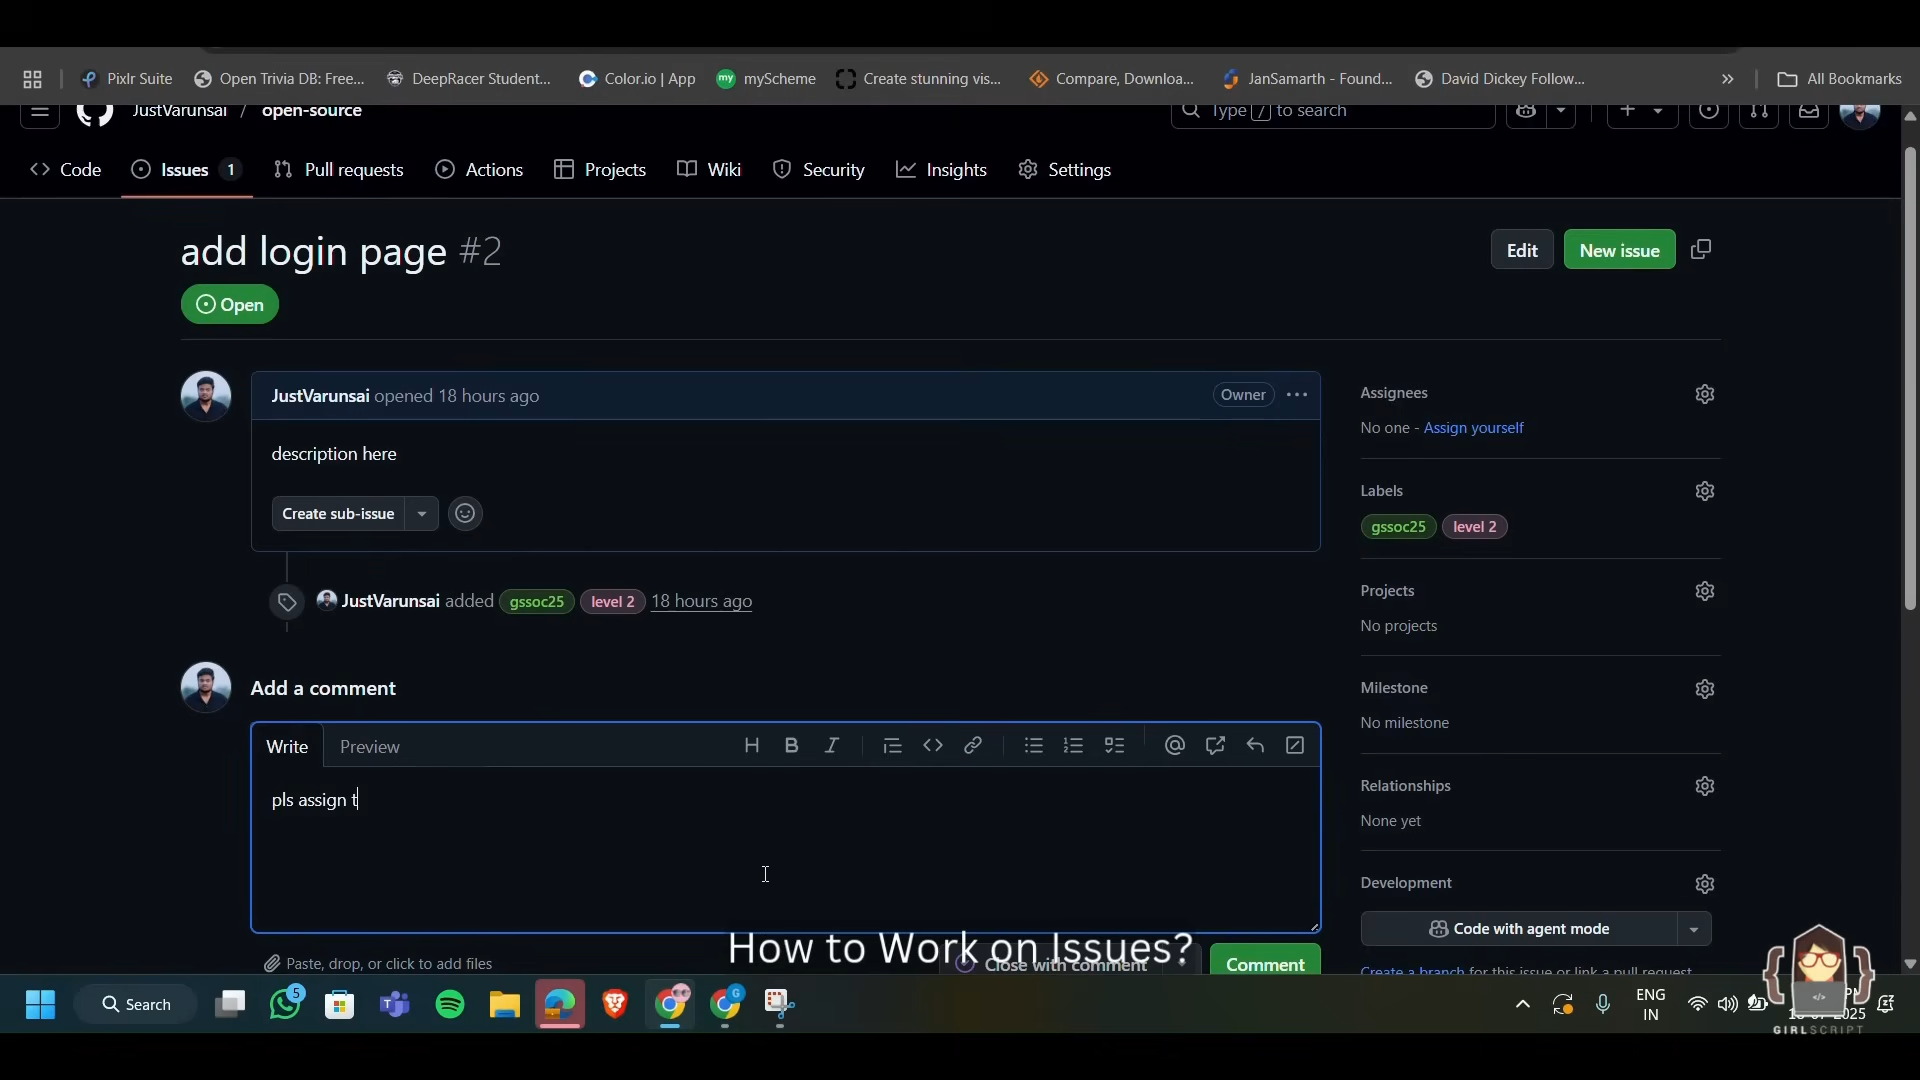 Pixlr Suite
Open Trivia DB: Free...
DeepRacer Student...
Color.io | App
my
myScheme
Create stunning vis...
Compare, Downloa...
JanSamarth - Found...
David Dickey Follow...
»
All Bookmarks
JustVarunsai / open-source
Type / to search
Code
Issues 1
Pull requests
Actions
Projects
Wiki
Security
Insights
Settings
add login page #2
Edit
New issue
Open
JustVarunsai opened 18 hours ago
Owner
description here
Create sub-issue
JustVarunsai added gssoc25 level 2 18 hours ago
Add a comment
Write
Preview
H B I
pls assign t
Paste, drop, or click to add files
Close with comment
Comment
Assignees
No one - Assign yourself
Labels
gssoc25 level 2
Projects
No projects
Milestone
No milestone
Relationships
None yet
Development
Code with agent mode
Create a branch for this issue or link a pull request
How to Work on Issues?
Search
5
G
ENG
IN
2025
GIRLSCRIPT